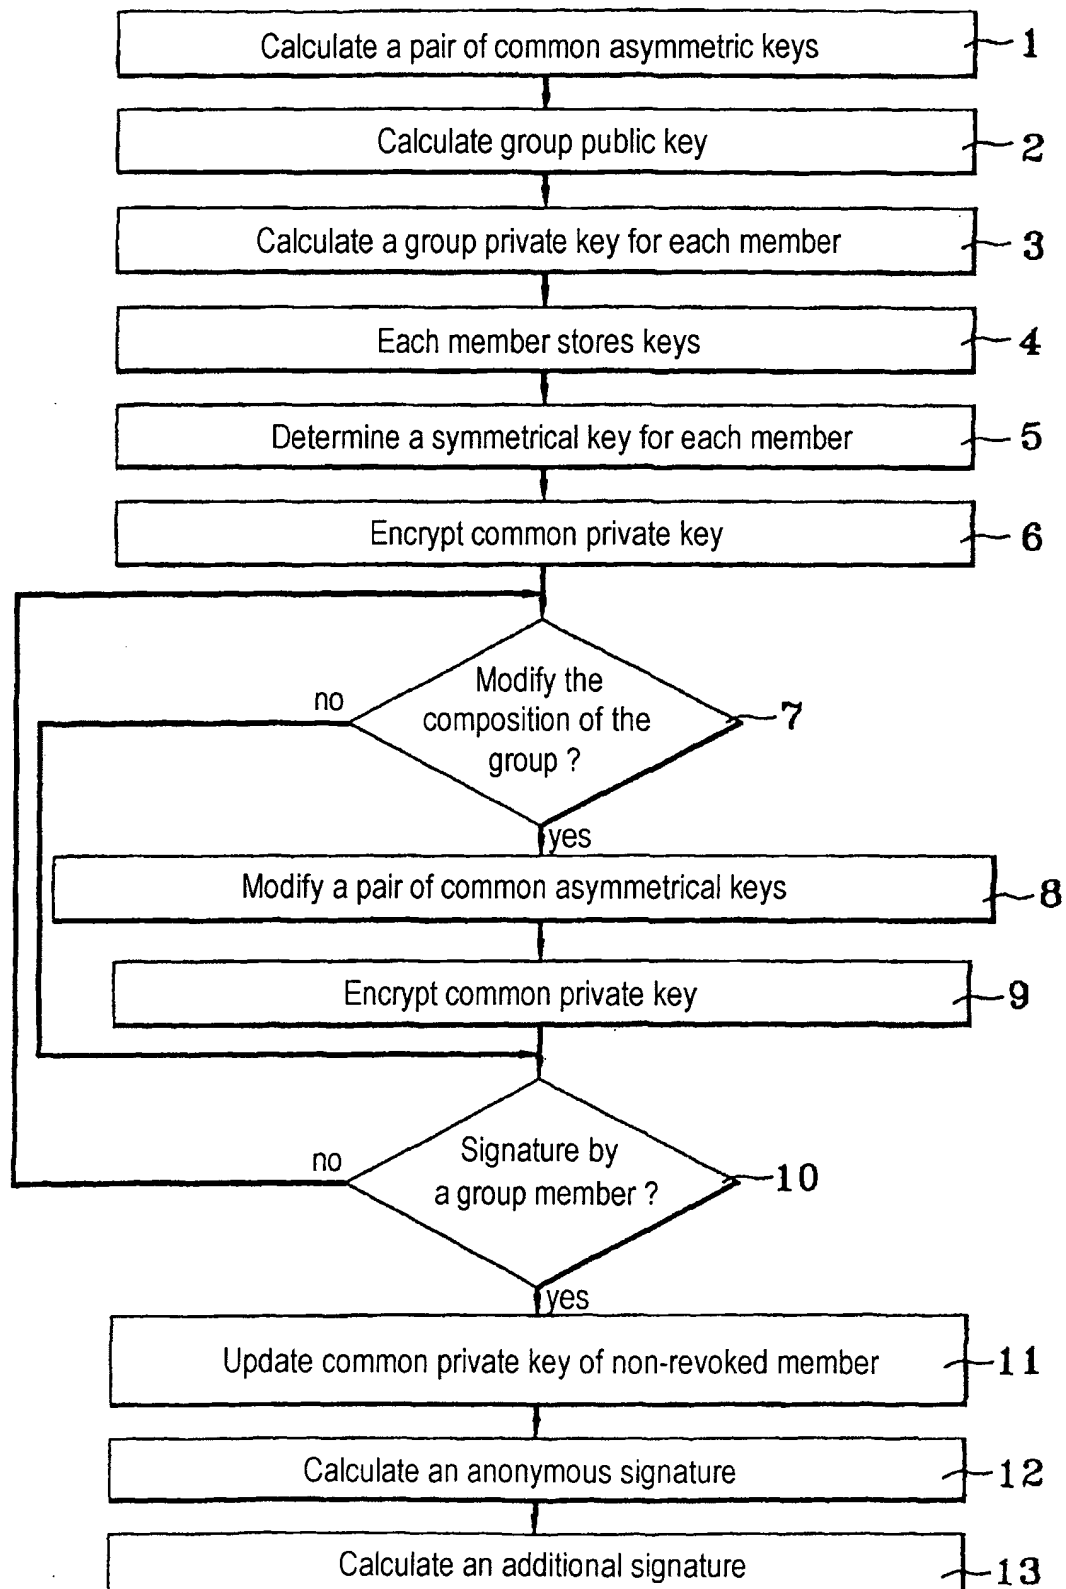 Calculate a pair of common asymmetric keys 1
Calculate group public key 2
Calculate a group private key for each member 3
Each member stores keys 4
Determine a symmetrical key for each member 5
Encrypt common private key 6
Modify the
composition of the
group ?
7
no
yes
Modify a pair of common asymmetrical keys 8
Encrypt common private key 9
Signature by
a group member ?
10
no
yes
Update common private key of non-revoked member 11
Calculate an anonymous signature 12
Calculate an additional signature 13